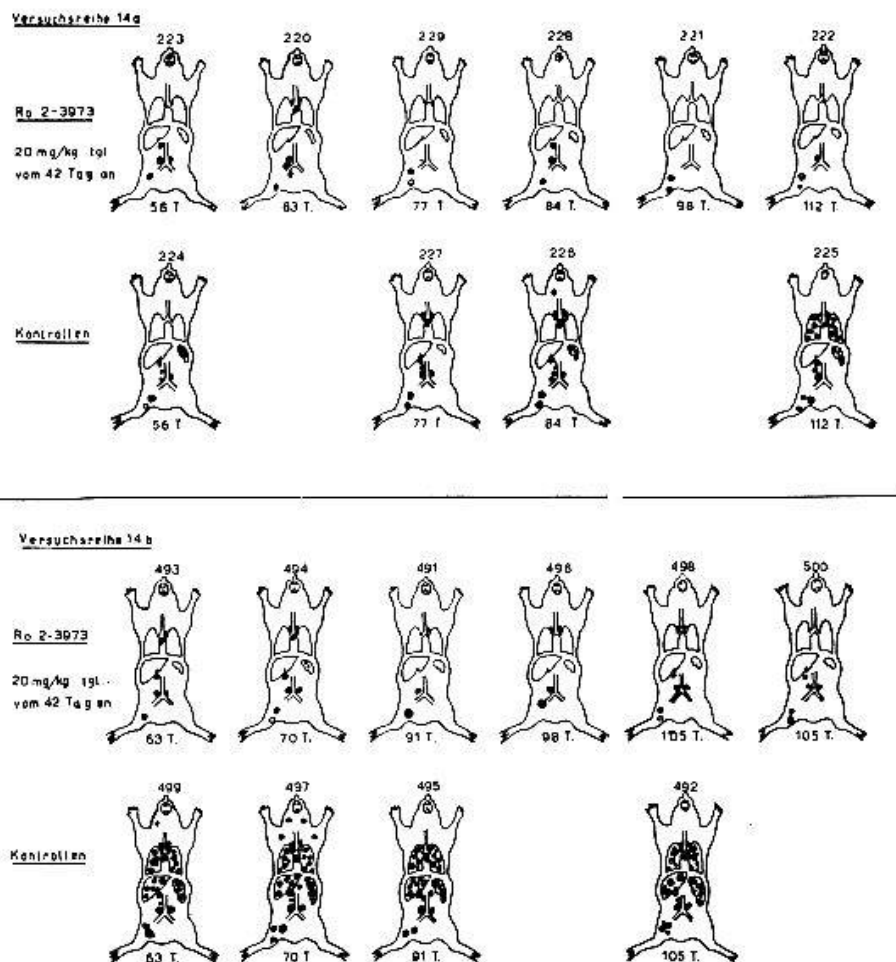 Versuchsreihe 14a
223 220 229 228 221 222
Ro 2-3973
20 mg/kg tgl
vom 42 Tag an
56 T. 63 T. 77 T. 84 T. 98 T. 112 T.
224 227 226 225
Kontrollen
56 T 77 T 84 T 112 T.
Versuchsreihe 14b
493 494 491 496 498 500
Ro 2-3973
20 mg/kg tgl.
vom 42 Tag an
63 T. 70 T. 91 T. 98 T. 105 T. 105 T.
499 497 495 492
Kontrollen
63 T. 70 T 91 T. 105 T.